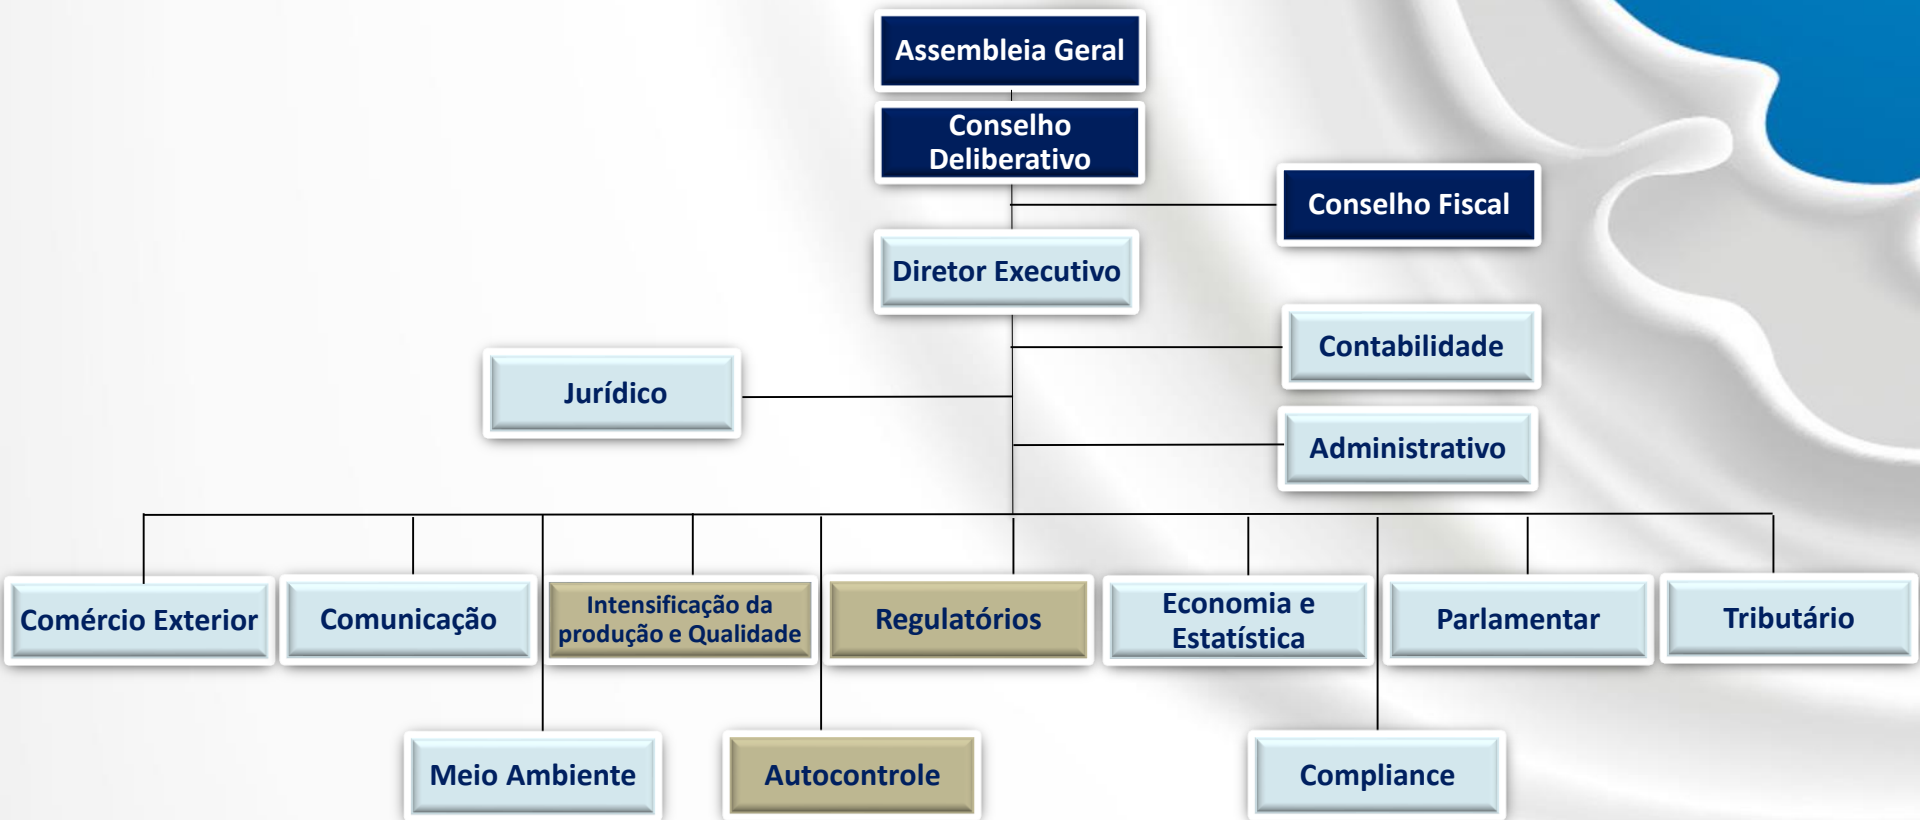 Assembleia Geral
Conselho
Deliberativo
Conselho Fiscal
Diretor Executivo
Contabilidade
Jurídico
Administrativo
Comércio Exterior
Comunicação
Intensificação da
produção e Qualidade
Regulatórios
Economia e
Estatística
Parlamentar
Tributário
Meio Ambiente
Autocontrole
Compliance